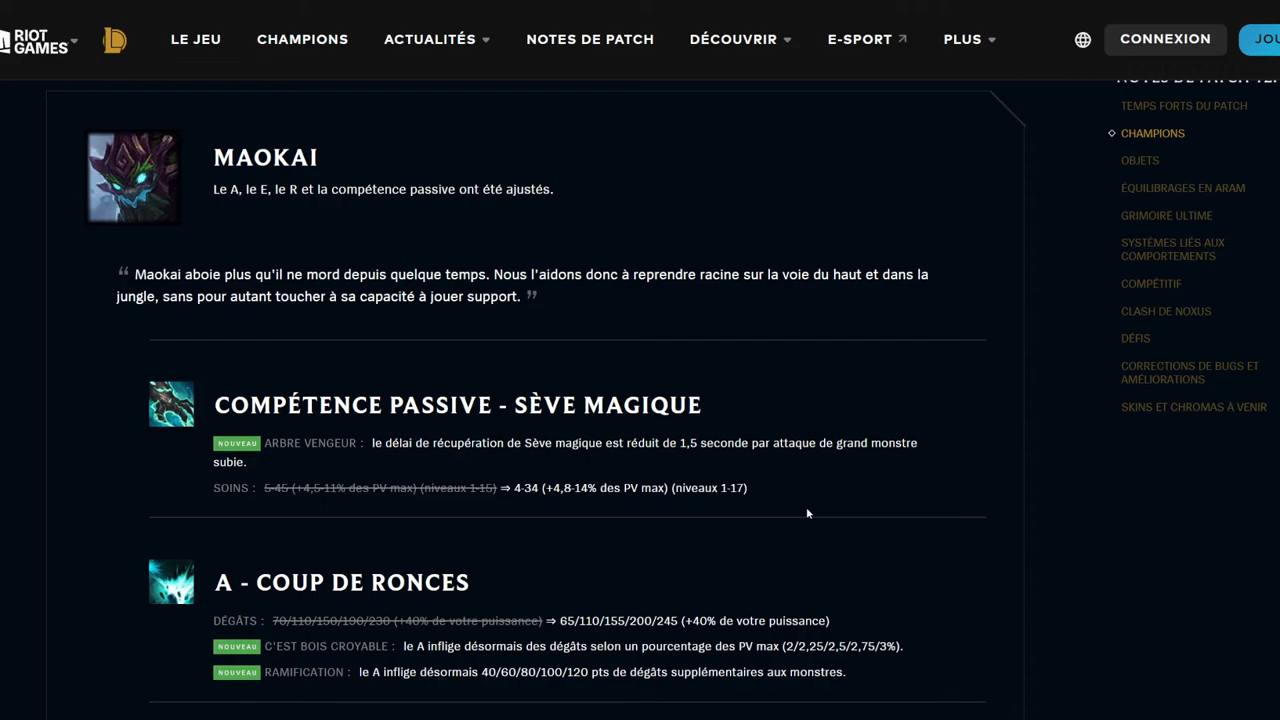 RIOT GAMES
LE JEU
CHAMPIONS
ACTUALITÉS
NOTES DE PATCH
DÉCOUVRIR
E-SPORT
PLUS
CONNEXION
JOU
MAOKAI
Le A, le E, le R et la compétence passive ont été ajustés.
“ Maokai aboie plus qu'il ne mord depuis quelque temps. Nous l’aidons donc à reprendre racine sur la voie du haut et dans la
jungle, sans pour autant toucher à sa capacité à jouer support. ”
COMPÉTENCE PASSIVE - SÈVE MAGIQUE
NOUVEAU ARBRE VENGEUR : le délai de récupération de Sève magique est réduit de 1,5 seconde par attaque de grand monstre
subie.
SOINS : 5-45 (+4,5-11% des PV max) (niveaux 1-15) ⇒ 4-34 (+4,8-14% des PV max) (niveaux 1-17)
A - COUP DE RONCES
DÉGÂTS : 70/110/150/190/230 (+40% de votre puissance) ⇒ 65/110/155/200/245 (+40% de votre puissance)
NOUVEAU C'EST BOIS CROYABLE : le A inflige désormais des dégâts selon un pourcentage des PV max (2/2,25/2,5/2,75/3%).
NOUVEAU RAMIFICATION : le A inflige désormais 40/60/80/100/120 pts de dégâts supplémentaires aux monstres.
TEMPS FORTS DU PATCH
CHAMPIONS
OBJETS
ÉQUILIBRAGES EN ARAM
GRIMOIRE ULTIME
SYSTÈMES LIÉS AUX
COMPORTEMENTS
COMPÉTITIF
CLASH DE NOXUS
DÉFIS
CORRECTIONS DE BUGS ET
AMÉLIORATIONS
SKINS ET CHROMAS À VENIR